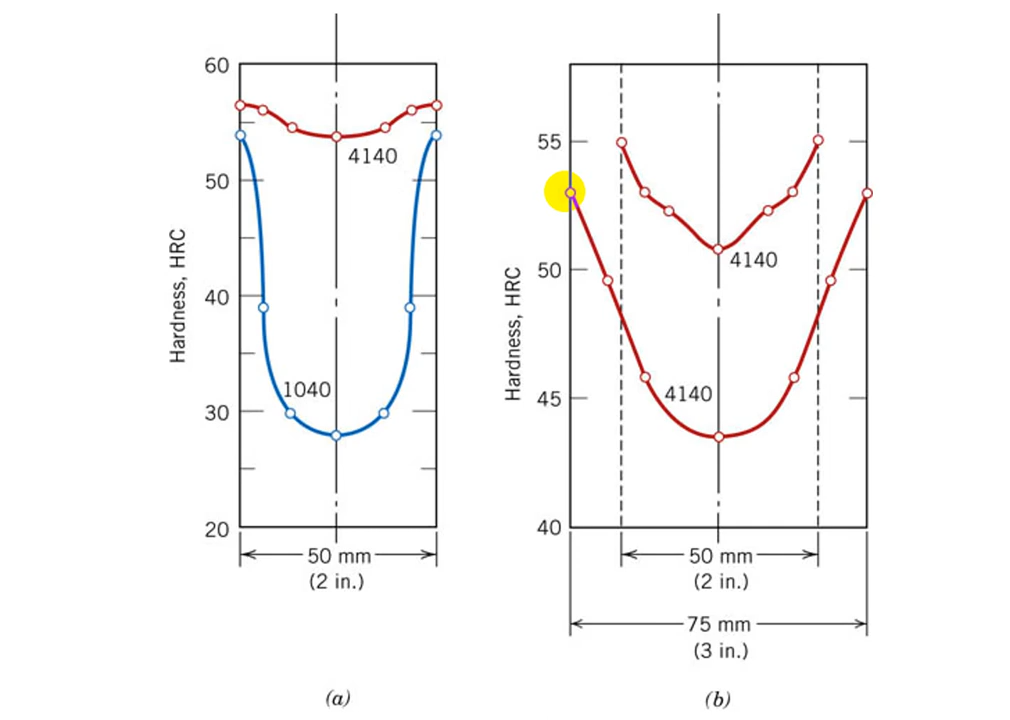 60
50
40
30
20
Hardness, HRC
4140
1040
50 mm
(2 in.)
(a)
55
50
45
40
Hardness, HRC
4140
4140
50 mm
(2 in.)
75 mm
(3 in.)
(b)